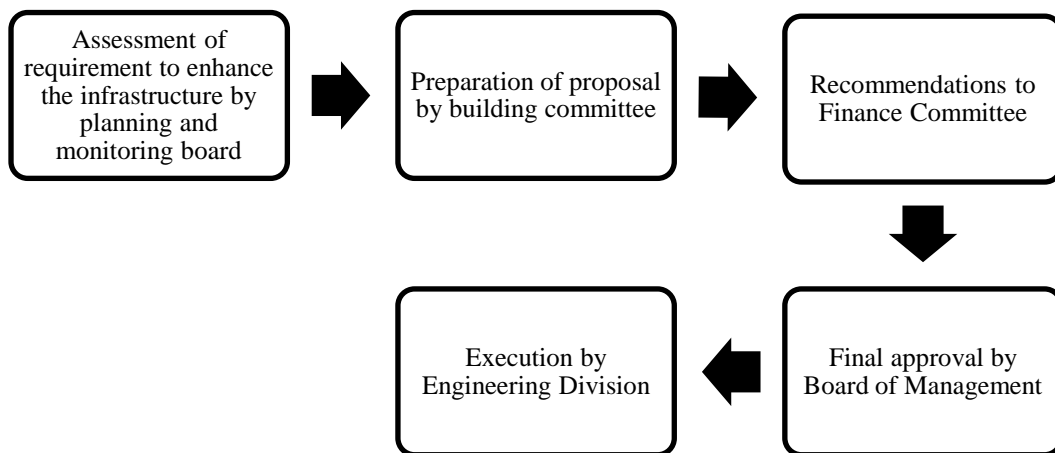 Assessment of
requirement to enhance
the infrastructure by
planning and
monitoring board
Preparation of proposal
by building committee
Recommendations to
Finance Committee
Final approval by
Board of Management
Execution by
Engineering Division